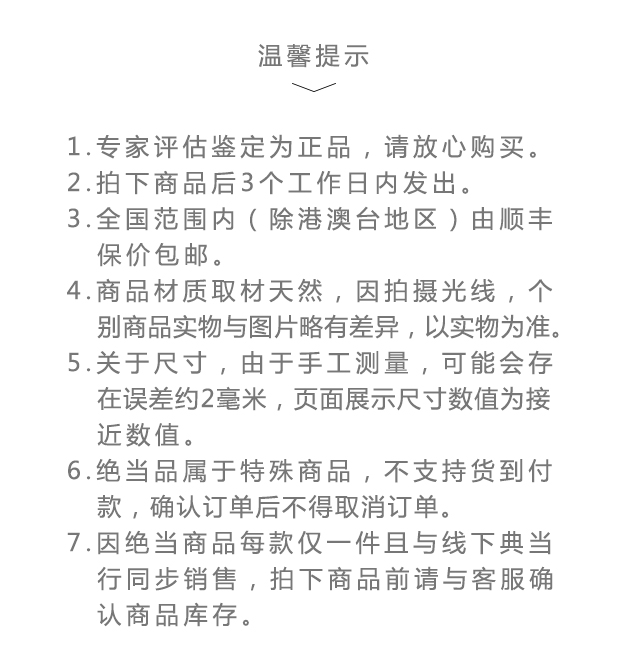 温馨提示
1.专家评估鉴定为正品，请放心购买。
2.拍下商品后3个工作日内发出。
3.全国范围内（除港澳台地区）由顺丰
保价包邮。
4.商品材质取材天然，因拍摄光线，个
别商品实物与图片略有差异，以实物为准。
5.关于尺寸，由于手工测量，可能会存
在误差约2毫米，页面展示尺寸数值为接
近数值。
6.绝当品属于特殊商品，不支持货到付
款，确认订单后不得取消订单。
7.因绝当商品每款仅一件且与线下典当
行同步销售，拍下商品前请与客服确
认商品库存。